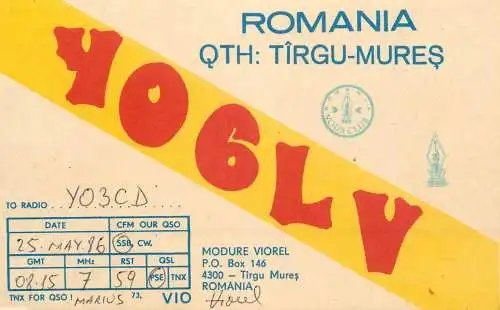 ROMANIA
QTH: TÎRGU-MUREȘ
YO6LV
TO RADIO YO3CD
DATE CFM OUR QSO
25. MAY. 86 SSB, CW,
GMT MHz RST QSL
08.15 7 59 PSE TNX
TNX FOR QSO! MARIUS 73, VIO
MODURE VIOREL
P.O. Box 146
4300 – Tîrgu Mureș
ROMANIA
Viorel